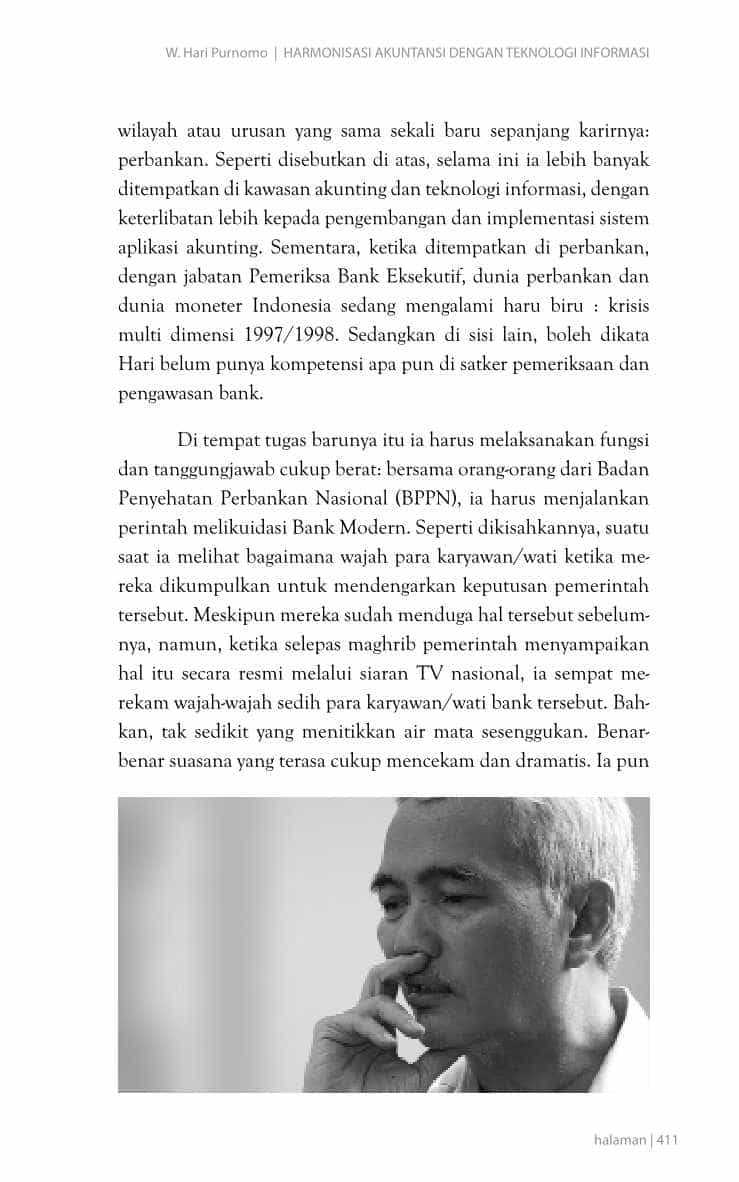 W. Hari Purnomo | HARMONISASI AKUNTANSI DENGAN TEKNOLOGI INFORMASI
wilayah atau urusan yang sama sekali baru sepanjang karirnya:
perbankan. Seperti disebutkan di atas, selama ini ia lebih banyak
ditempatkan di kawasan akunting dan teknologi informasi, dengan
keterlibatan lebih kepada pengembangan dan implementasi sistem
aplikasi akunting. Sementara, ketika ditempatkan di perbankan,
dengan jabatan Pemeriksa Bank Eksekutif, dunia perbankan dan
dunia moneter Indonesia sedang mengalami haru biru : krisis
multi dimensi 1997/1998. Sedangkan di sisi lain, boleh dikata
Hari belum punya kompetensi apa pun di satker pemeriksaan dan
pengawasan bank.
Di tempat tugas barunya itu ia harus melaksanakan fungsi
dan tanggungjawab cukup berat: bersama orang-orang dari Badan
Penyehatan Perbankan Nasional (BPPN), ia harus menjalankan
perintah melikuidasi Bank Modern. Seperti dikisahkannya, suatu
saat ia melihat bagaimana wajah para karyawan/wati ketika me-
reka dikumpulkan untuk mendengarkan keputusan pemerintah
tersebut. Meskipun mereka sudah menduga hal tersebut sebelum-
nya, namun, ketika selepas maghrib pemerintah menyampaikan
hal itu secara resmi melalui siaran TV nasional, ia sempat me-
rekam wajah-wajah sedih para karyawan/wati bank tersebut. Bah-
kan, tak sedikit yang menitikkan air mata sesenggukan. Benar-
benar suasana yang terasa cukup mencekam dan dramatis. Ia pun
halaman | 411